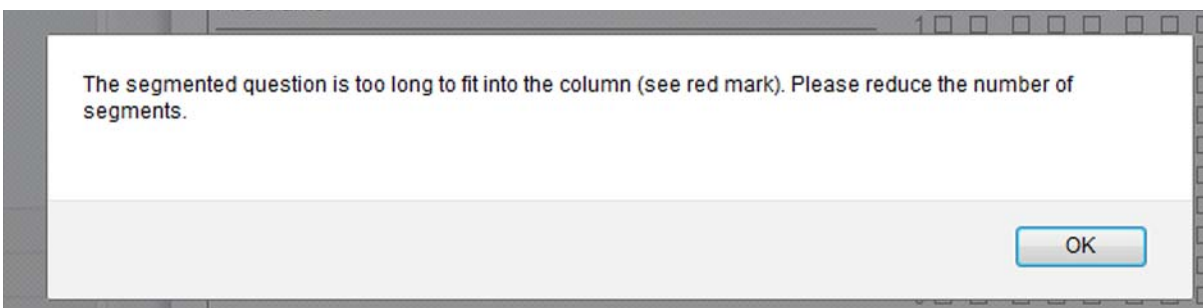 1
The segmented question is too long to fit into the column (see red mark). Please reduce the number of
segments.
OK